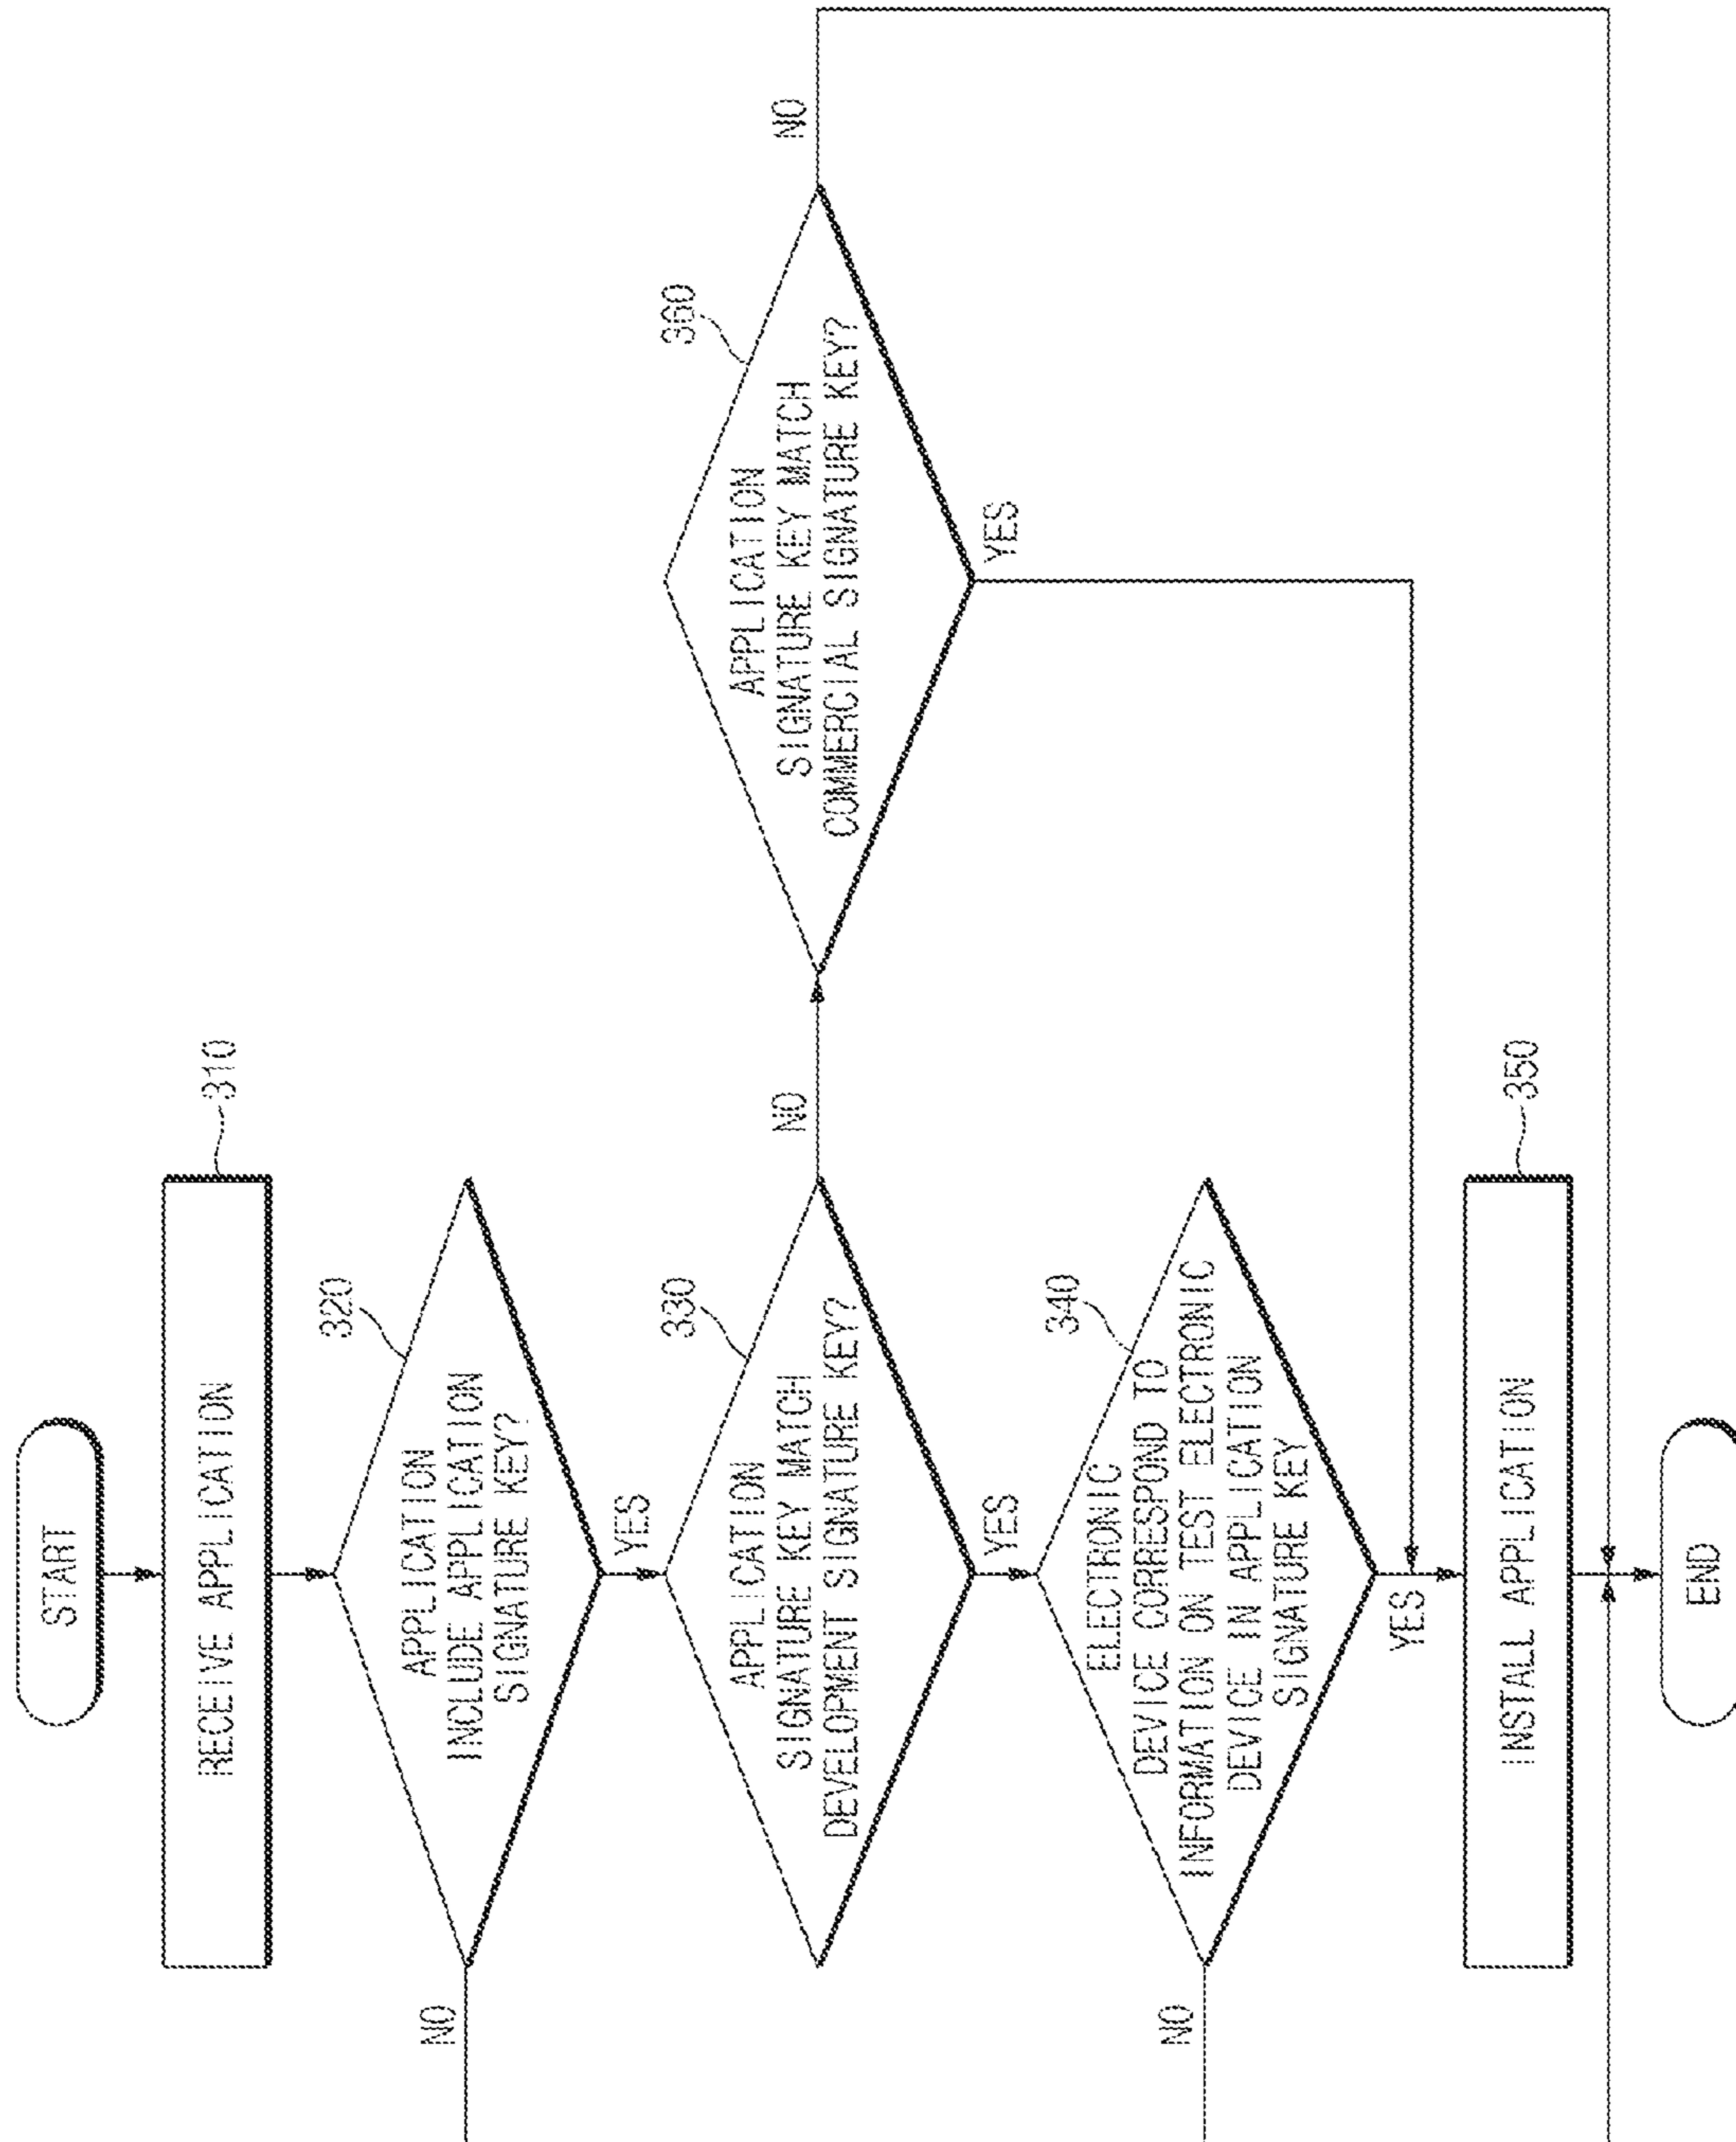 START
310
RECEIVE APPLICATION
320
APPLICATION
INCLUDE APPLICATION
SIGNATURE KEY?
NO
YES
330
APPLICATION
SIGNATURE KEY MATCH
DEVELOPMENT SIGNATURE KEY?
NO
YES
360
APPLICATION
SIGNATURE KEY MATCH
COMMERCIAL SIGNATURE KEY?
NO
YES
340
ELECTRONIC
DEVICE CORRESPOND TO
INFORMATION ON TEST ELECTRONIC
DEVICE IN APPLICATION
SIGNATURE KEY
NO
YES
350
INSTALL APPLICATION
END